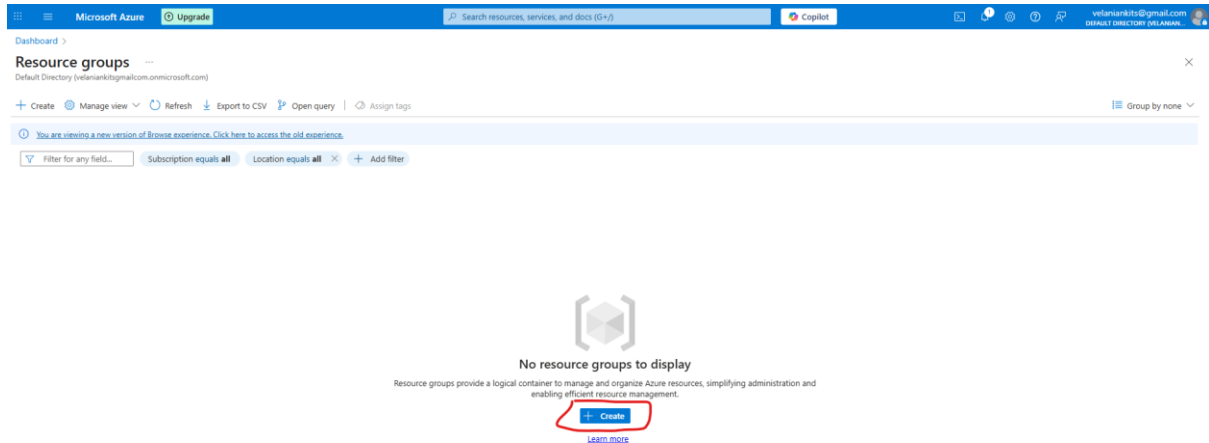 Microsoft Azure Upgrade Search resources, services, and docs (G+/) Copilot 1 velaniankits@gmail.com
DEFAULT DIRECTORY (VELANIAN...
Dashboard >
Resource groups ...
Default Directory (velaniankitsgmailcom.onmicrosoft.com)
+ Create Manage view Refresh Export to CSV Open query | Assign tags Group by none
You are viewing a new version of Browse experience. Click here to access the old experience.
Filter for any field... Subscription equals all Location equals all × + Add filter
No resource groups to display
Resource groups provide a logical container to manage and organize Azure resources, simplifying administration and
enabling efficient resource management.
+ Create
Learn more